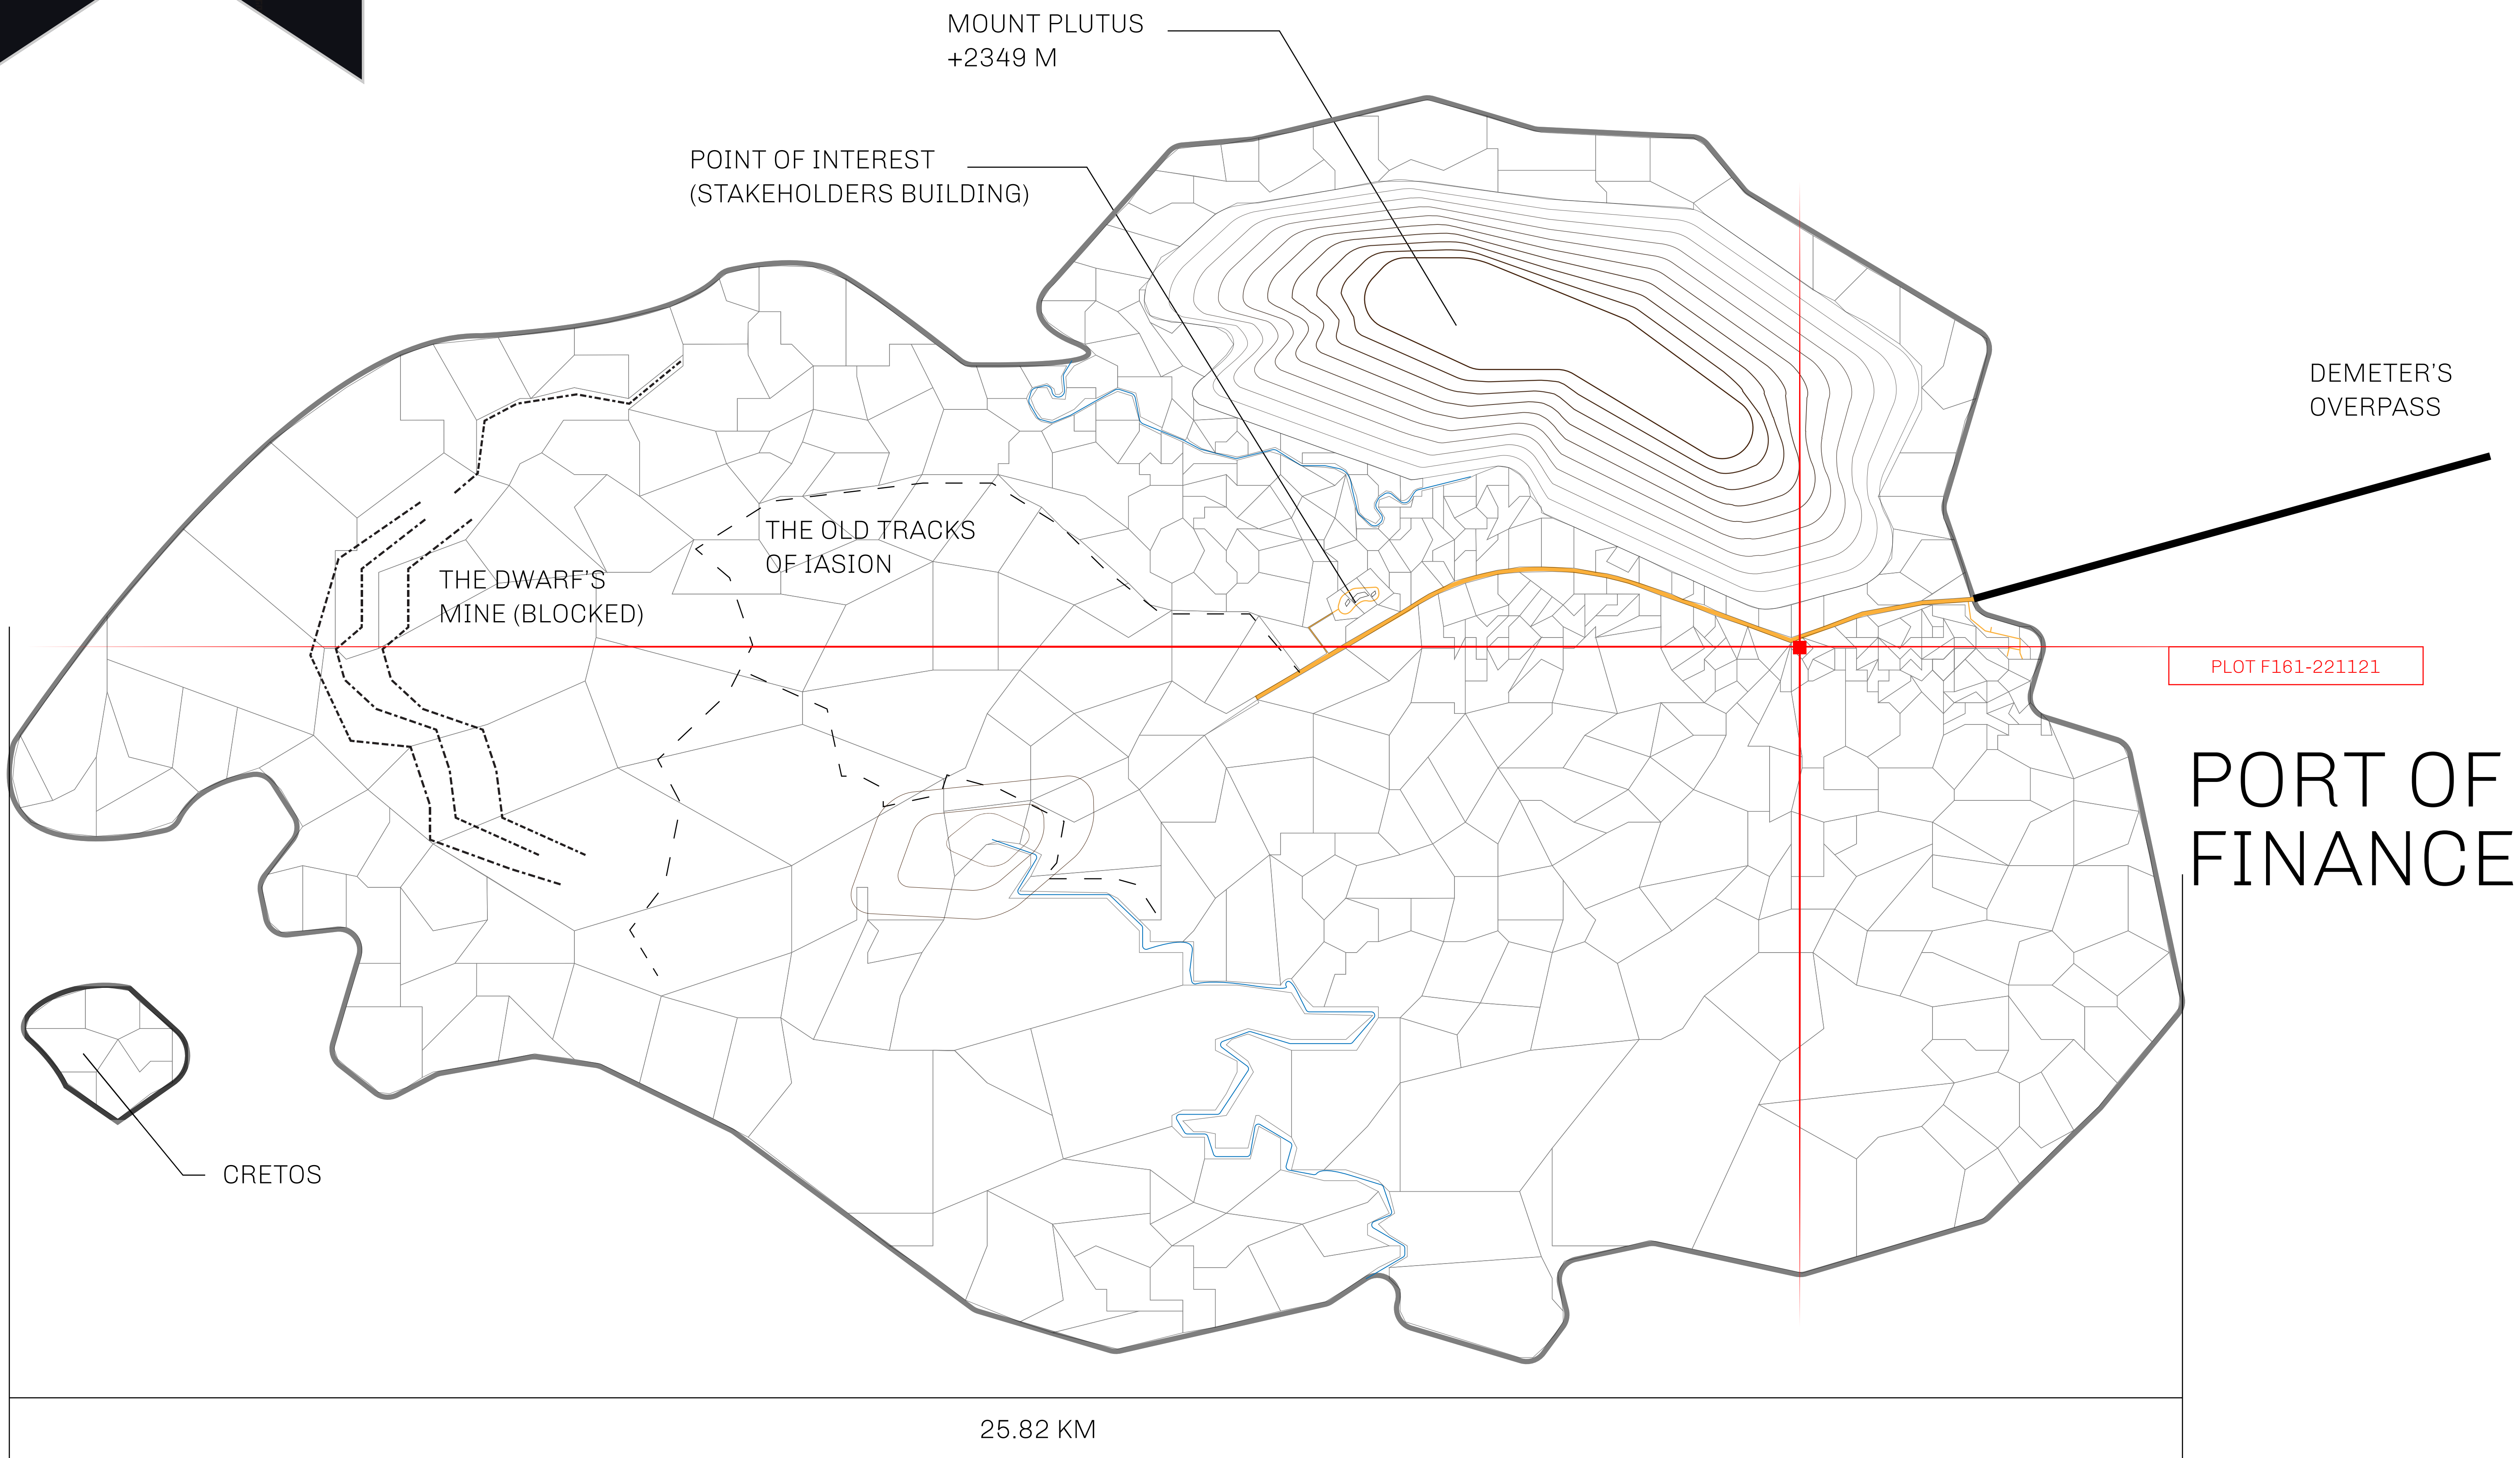 MOUNT PLUTUS
+2349 M
POINT OF INTEREST
(STAKEHOLDERS BUILDING)
DEMETER'S
OVERPASS
THE OLD TRACKS
OF IASION
THE DWARF'S
MINE (BLOCKED)
PLOT F161-221121
PORT OF
FINANCE
CRETOS
25.82 KM